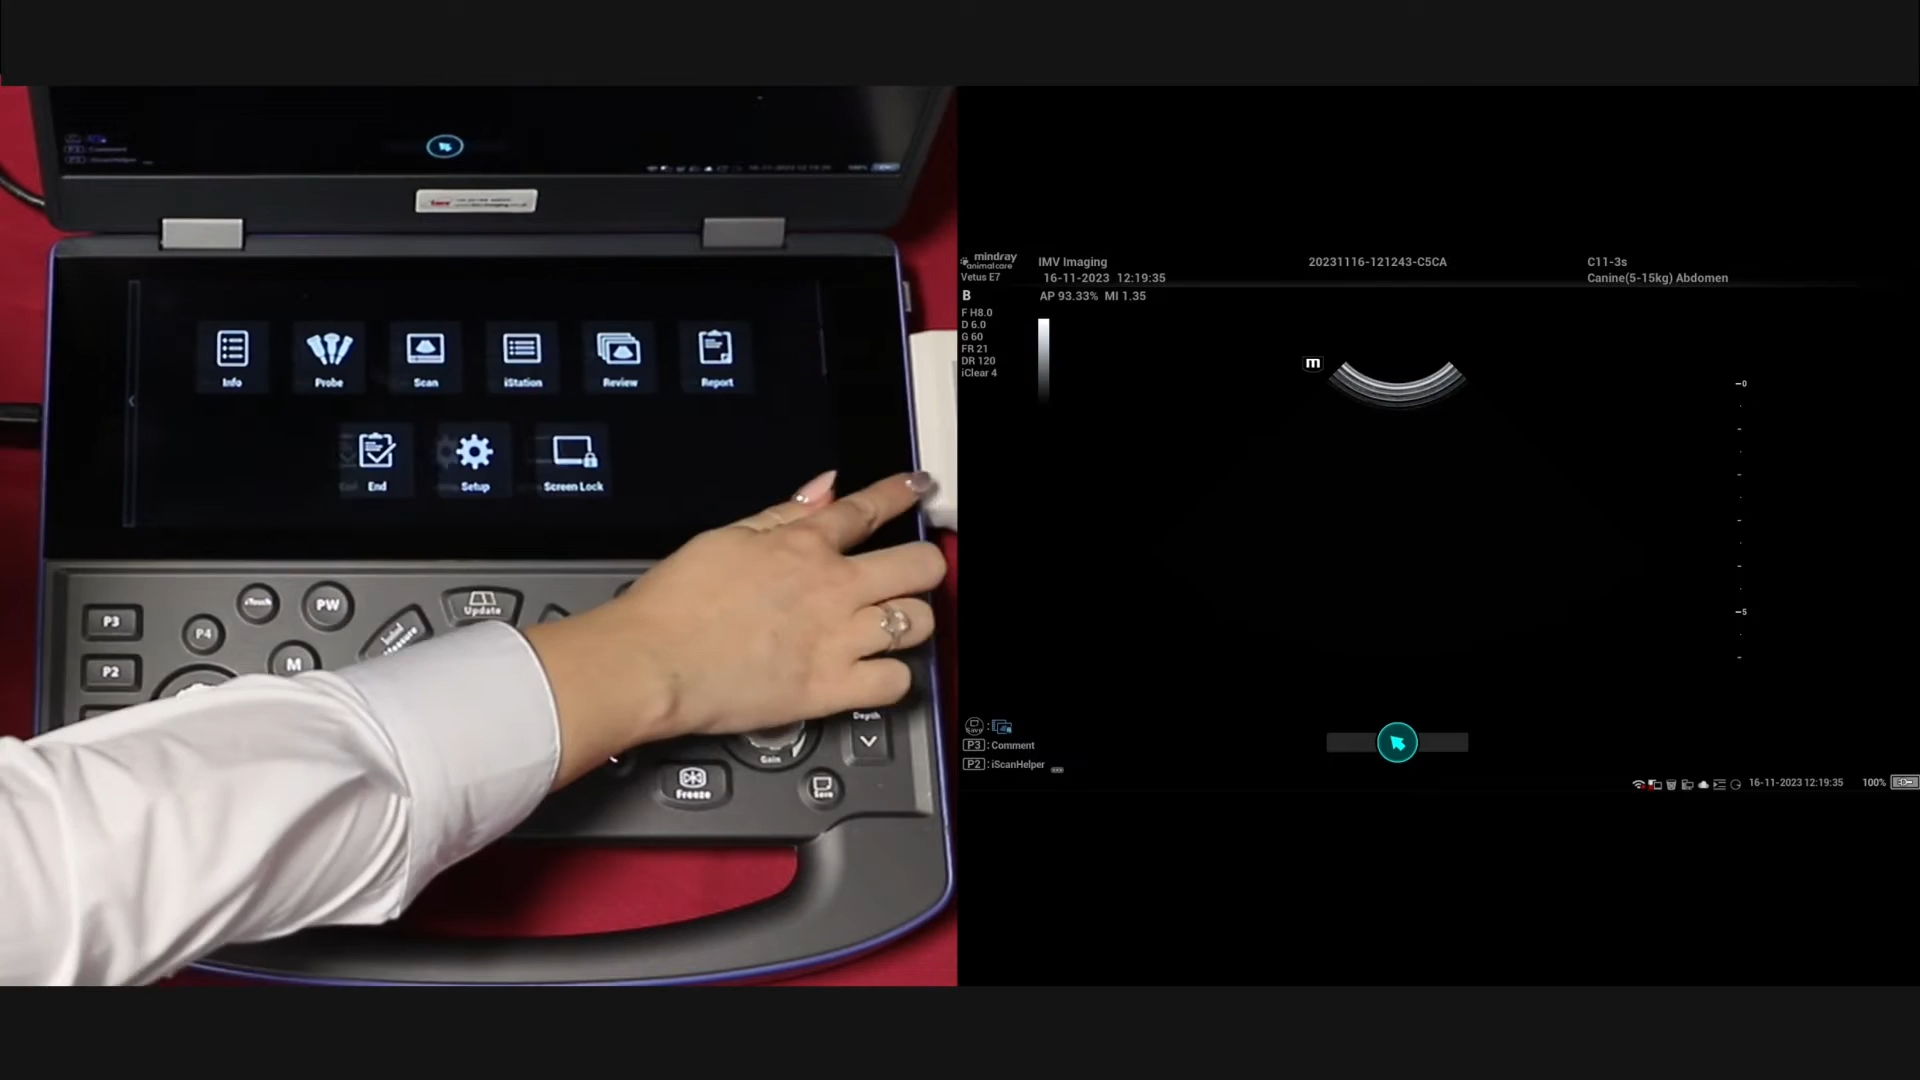 Info
Probe
Scan
iStation
Review
Report
End
Setup
Screen Lock
P3
P4
iTouch
PW
Update
P2
M
Depth
Gain
Freeze
Save
mindray
animalcare
Vetus E7
IMV Imaging
16-11-2023 12:19:35
20231116-121243-C5CA
C11-3s
Canine(5-15kg) Abdomen
B
AP 93.33% MI 1.35
F H8.0
D 6.0
G 60
FR 21
DR 120
iClear 4
m
0
5
Save :
P3 : Comment
P2 : iScanHelper
16-11-2023 12:19:35 100%